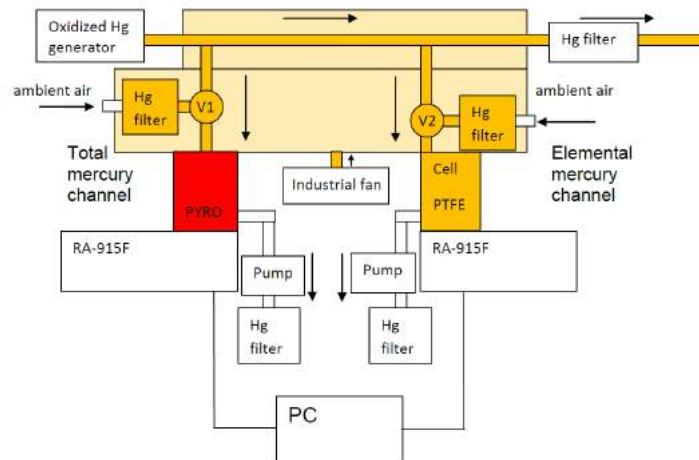 Oxidized Hg
generator
Hg filter
ambient air
Hg
filter
V1
V2
Hg
filter
ambient air
Total
mercury
channel
PYRO
Industrial fan
Cell
PTFE
Elemental
mercury
channel
RA-915F
Pump
Pump
RA-915F
Hg
filter
Hg
filter
PC